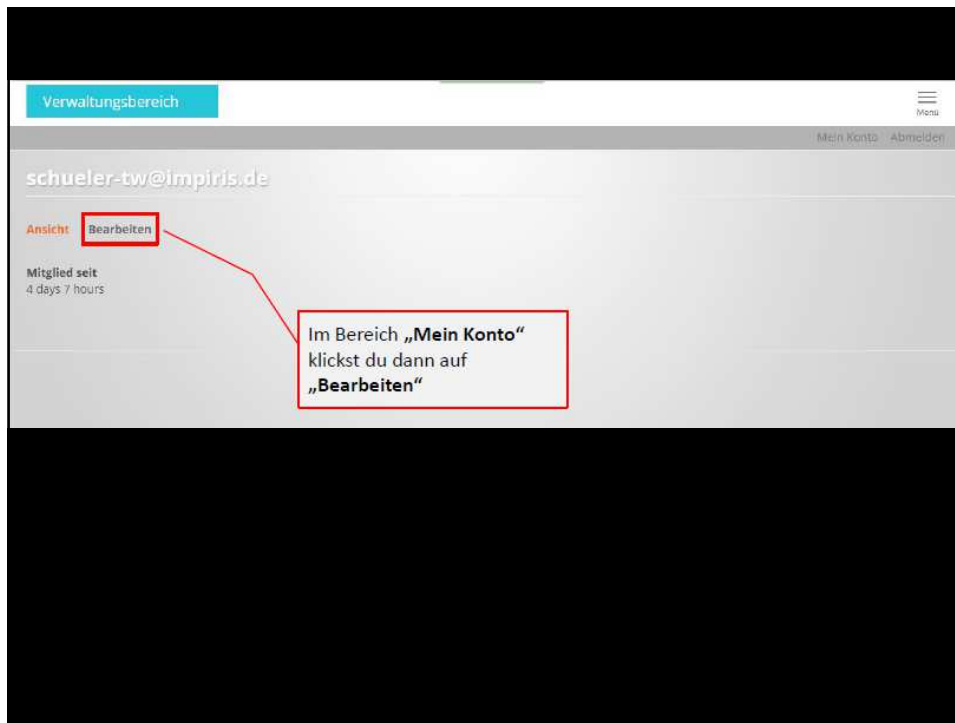 Verwaltungsbereich
Menü
Mein Konto Abmelden
schueler-tw@impiris.de
Ansicht Bearbeiten
Mitglied seit
4 days 7 hours
Im Bereich „Mein Konto“
klickst du dann auf
„Bearbeiten“